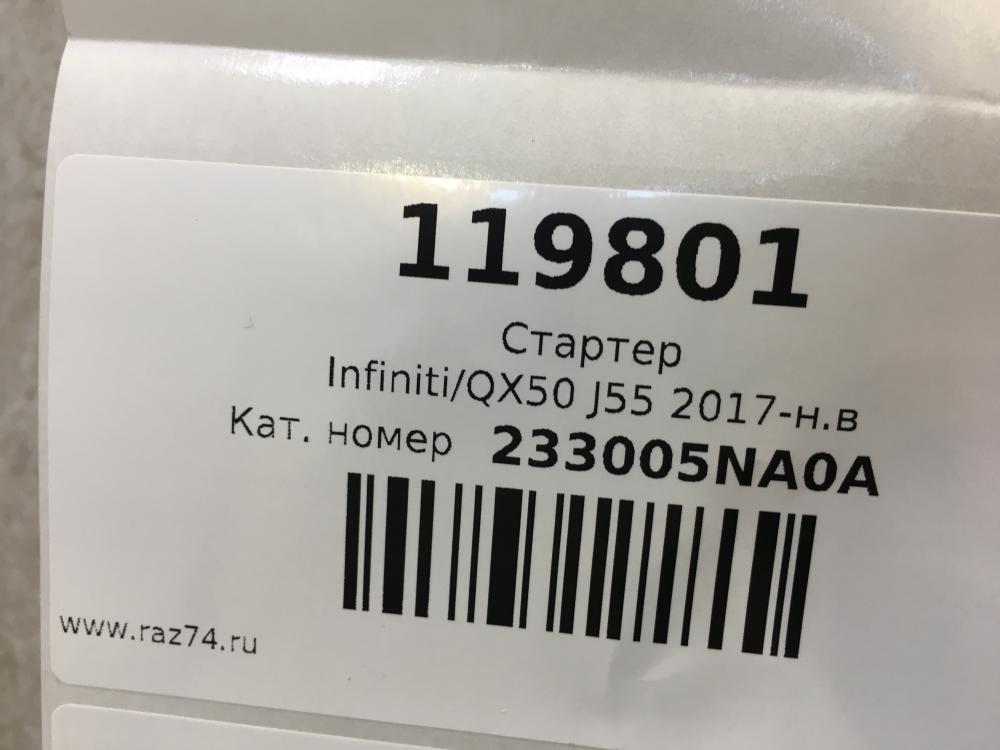 119801
Стартер
Infiniti/QX50 J55 2017-н.в
Кат. номер 233005NA0A
www.raz74.ru